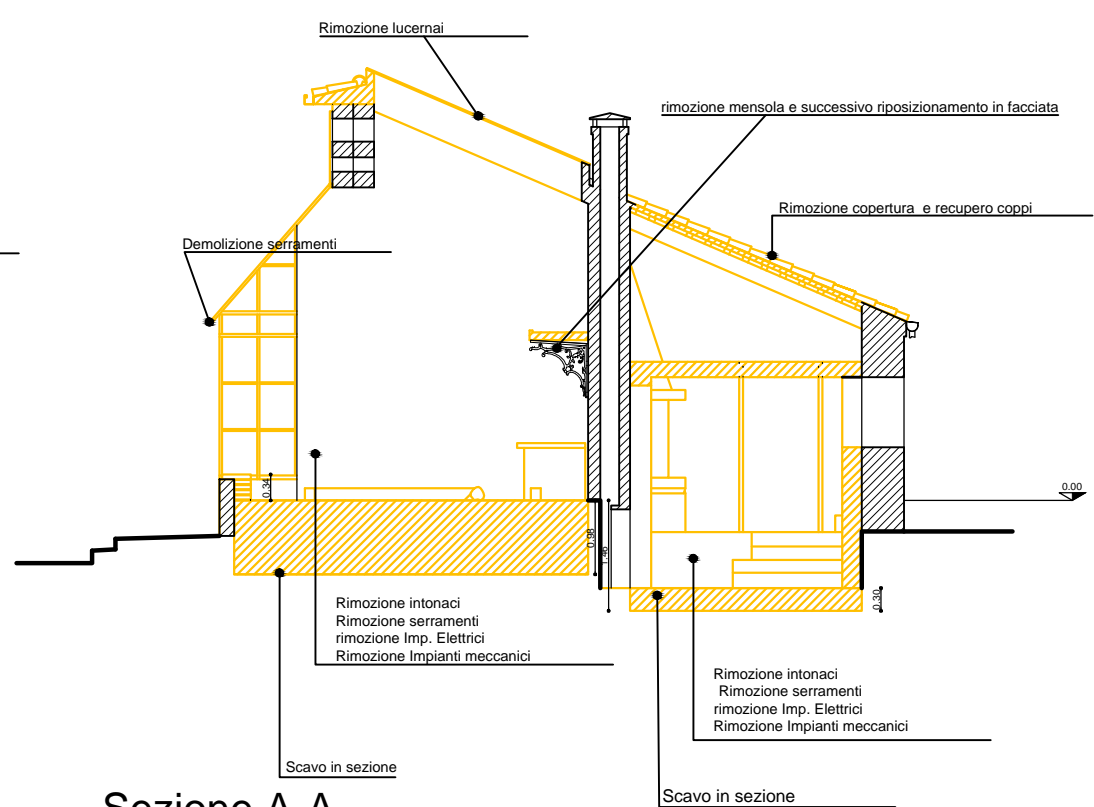 Rimozione lucernai
rimozione mensola e successivo riposizionamento in facciata
Rimozione copertura e recupero coppi
Demolizione serramenti
0.34
0.00
0.98
1.46
0.30
Rimozione intonaci
Rimozione serramenti
rimozione Imp. Elettrici
Rimozione Impianti meccanici
Rimozione intonaci
Rimozione serramenti
rimozione Imp. Elettrici
Rimozione Impianti meccanici
Scavo in sezione
Scavo in sezione
Sezione A-A